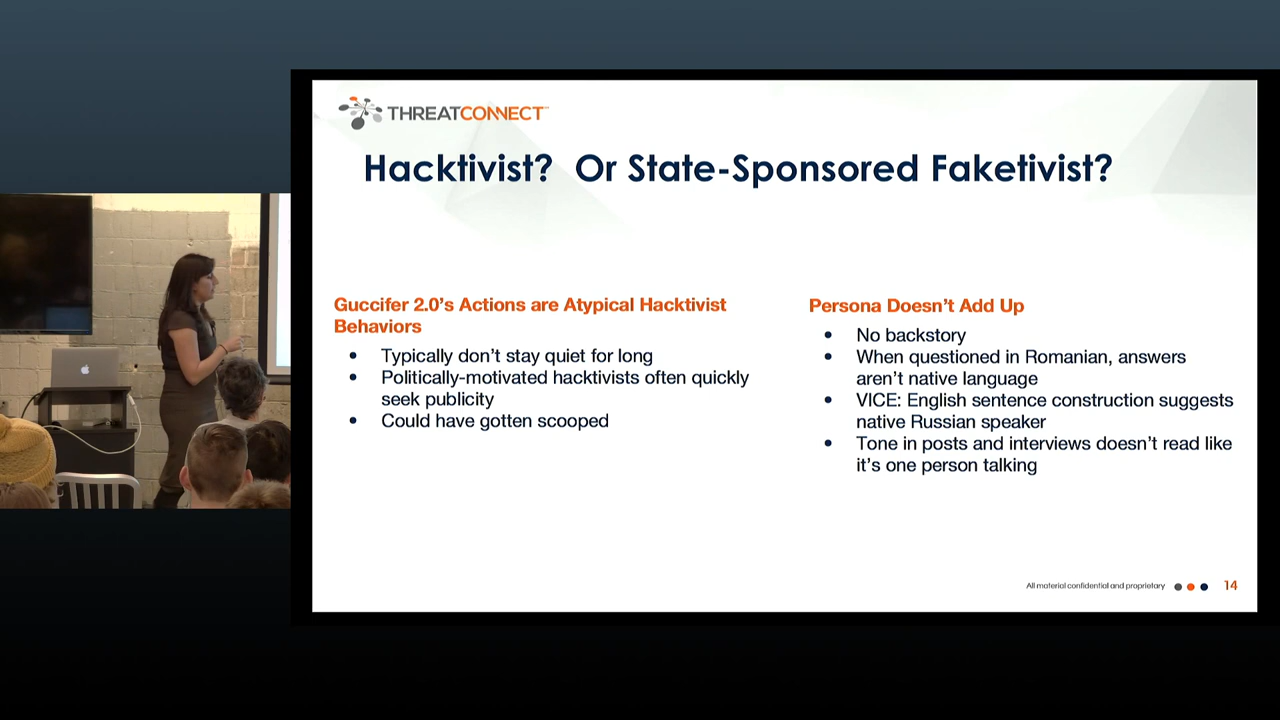 THREATCONNECT™
Hacktivist? Or State-Sponsored Faketivist?
Guccifer 2.0's Actions are Atypical Hacktivist
Behaviors
• Typically don't stay quiet for long
• Politically-motivated hacktivists often quickly
seek publicity
• Could have gotten scooped
Persona Doesn't Add Up
• No backstory
• When questioned in Romanian, answers
aren't native language
• VICE: English sentence construction suggests
native Russian speaker
• Tone in posts and interviews doesn't read like
it's one person talking
All material confidential and proprietary
14